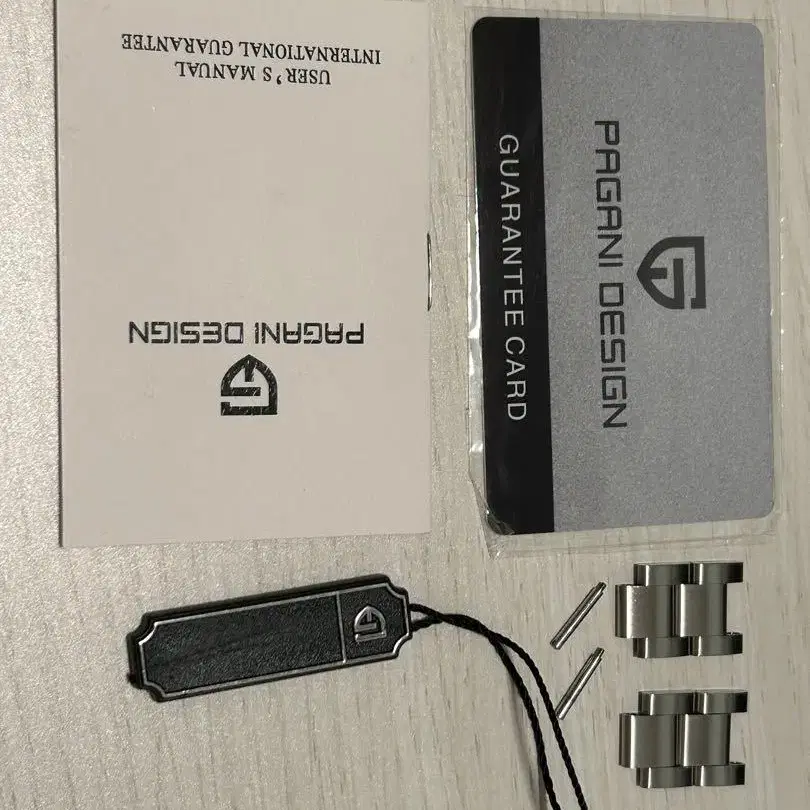 USER'S MANUAL
INTERNATIONAL GUARANTEE
PAGANI DESIGN
PAGANI DESIGN
GUARANTEE CARD